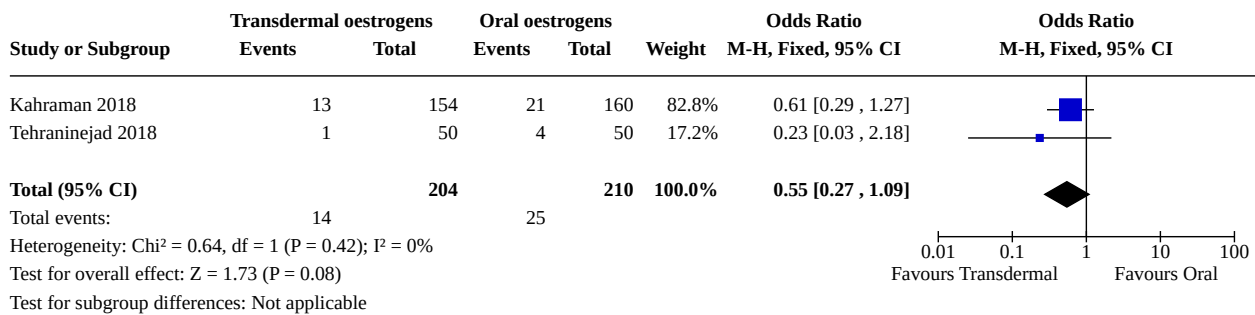 Transdermal oestrogens Oral oestrogens Odds Ratio Odds Ratio
Study or Subgroup Events Total Events Total Weight M-H, Fixed, 95% CI M-H, Fixed, 95% CI
Kahraman 2018 13 154 21 160 82.8% 0.61 [0.29 , 1.27]
Tehraninejad 2018 1 50 4 50 17.2% 0.23 [0.03 , 2.18]
Total (95% CI) 204 210 100.0% 0.55 [0.27 , 1.09]
Total events: 14 25
Heterogeneity: Chi² = 0.64, df = 1 (P = 0.42); I² = 0%
0.01 0.1 1 10 100
Test for overall effect: Z = 1.73 (P = 0.08) Favours Transdermal Favours Oral
Test for subgroup differences: Not applicable